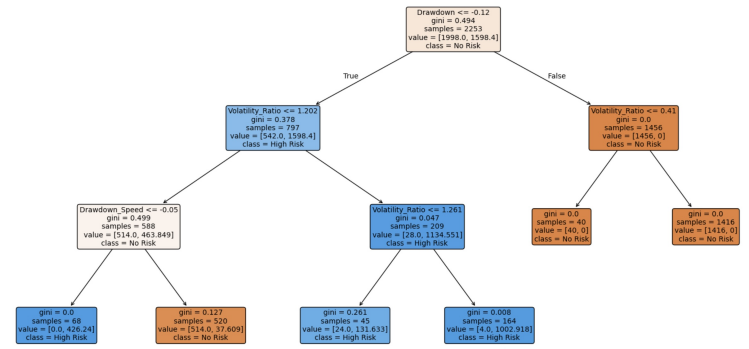 Drawdown <= -0.12
gini = 0.494
samples = 2253
value = [1998.0, 1598.4]
class = No Risk
True
False
Volatility_Ratio <= 1.202
gini = 0.378
samples = 797
value = [542.0, 1598.4]
class = High Risk
Volatility_Ratio <= 0.41
gini = 0.0
samples = 1456
value = [1456, 0]
class = No Risk
Drawdown_Speed <= -0.05
gini = 0.499
samples = 588
value = [514.0, 463.849]
class = No Risk
Volatility_Ratio <= 1.261
gini = 0.047
samples = 209
value = [28.0, 1134.551]
class = High Risk
gini = 0.0
samples = 40
value = [40, 0]
class = No Risk
gini = 0.0
samples = 1416
value = [1416, 0]
class = No Risk
gini = 0.0
samples = 68
value = [0.0, 426.24]
class = High Risk
gini = 0.127
samples = 520
value = [514.0, 37.609]
class = No Risk
gini = 0.261
samples = 45
value = [24.0, 131.633]
class = High Risk
gini = 0.008
samples = 164
value = [4.0, 1002.918]
class = High Risk